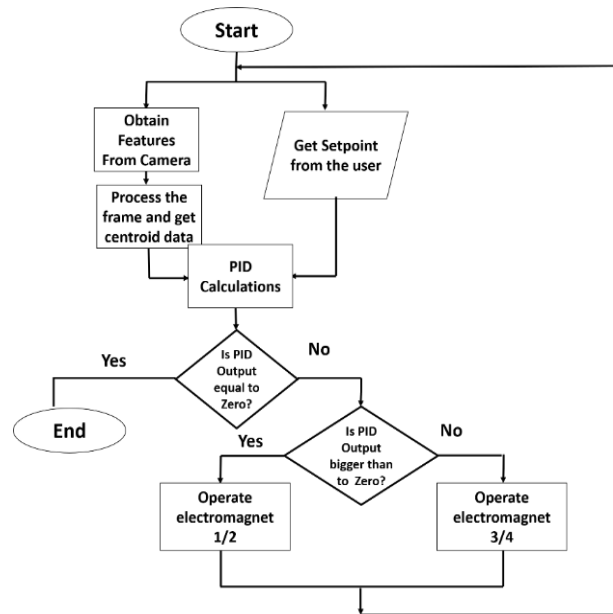 Start
Obtain
Features
From Camera
Get Setpoint
from the user
Process the
frame and get
centroid data
PID
Calculations
Yes
No
Is PID
Output
equal to
Zero?
End
Yes
No
Is PID
Output
bigger than
to Zero?
Operate
electromagnet
1/2
Operate
electromagnet
3/4